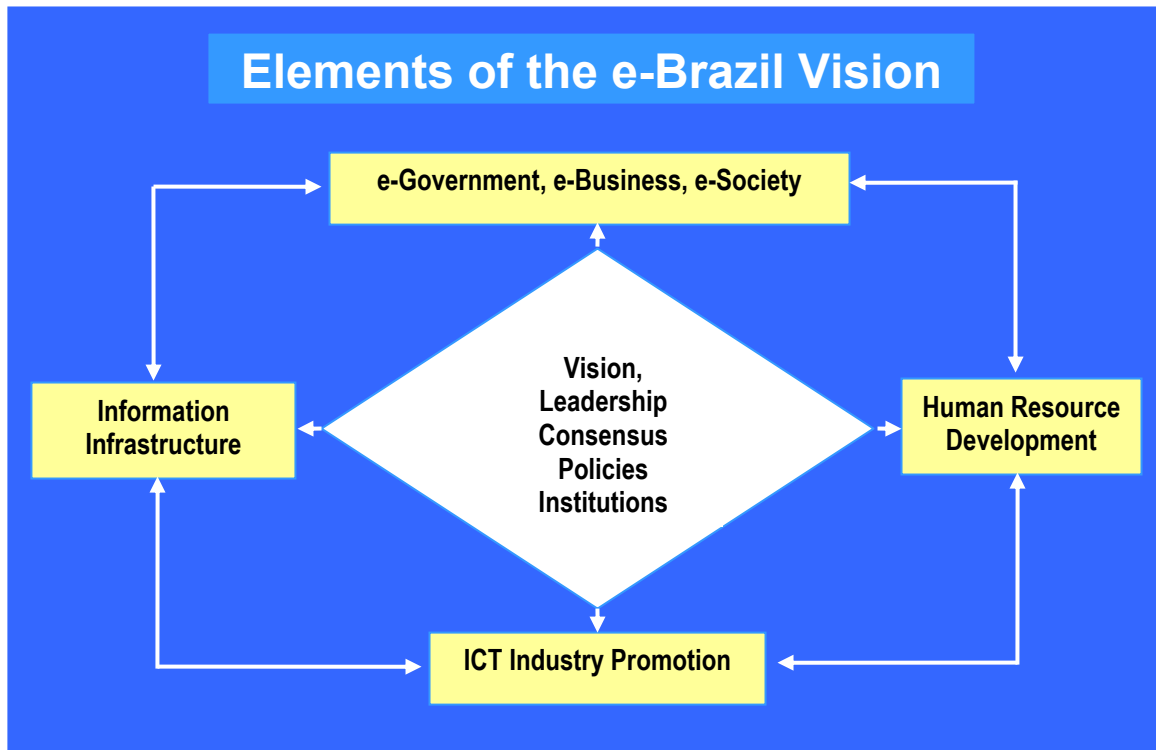 Elements of the e-Brazil Vision
e-Government, e-Business, e-Society
Information
Infrastructure
Vision,
Leadership
Consensus
Policies
Institutions
Human Resource
Development
ICT Industry Promotion